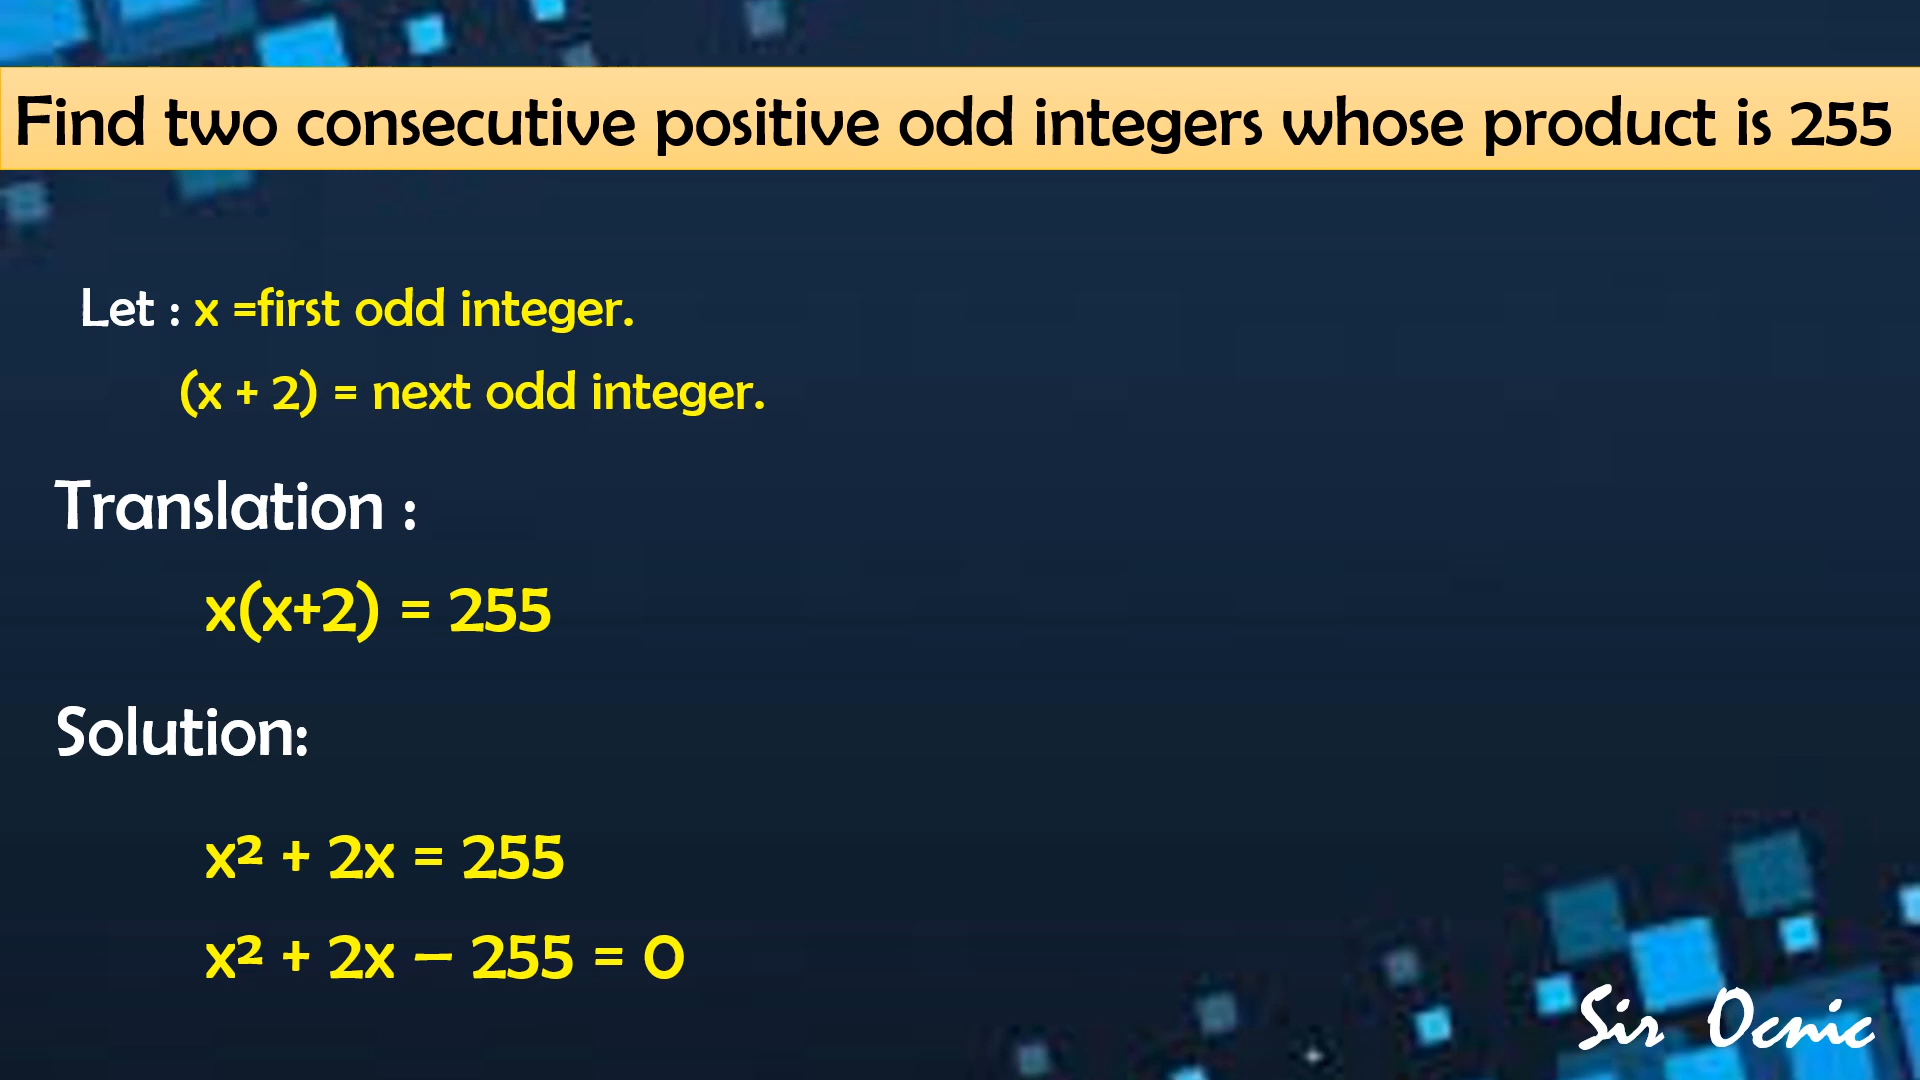 Find two consecutive positive odd integers whose product is 255
Let : x =first odd integer.
(x + 2) = next odd integer.
Translation :
x(x+2) = 255
Solution:
x² + 2x = 255
x² + 2x – 255 = 0
Sir Ocnic